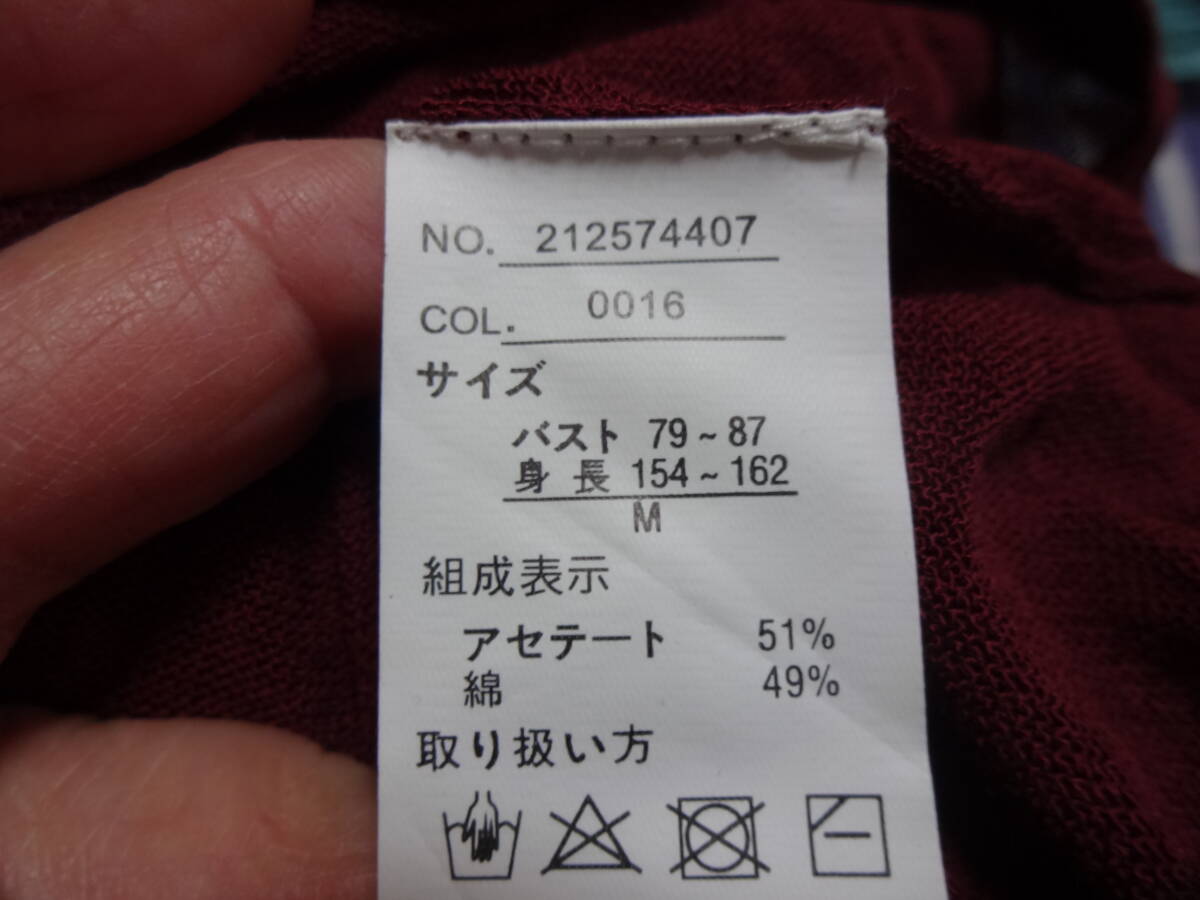 NO. 212574407
COL. 0016
サイズ
バスト 79~87
身長 154~162
M
組成表示
アセテート 51%
綿 49%
取り扱い方